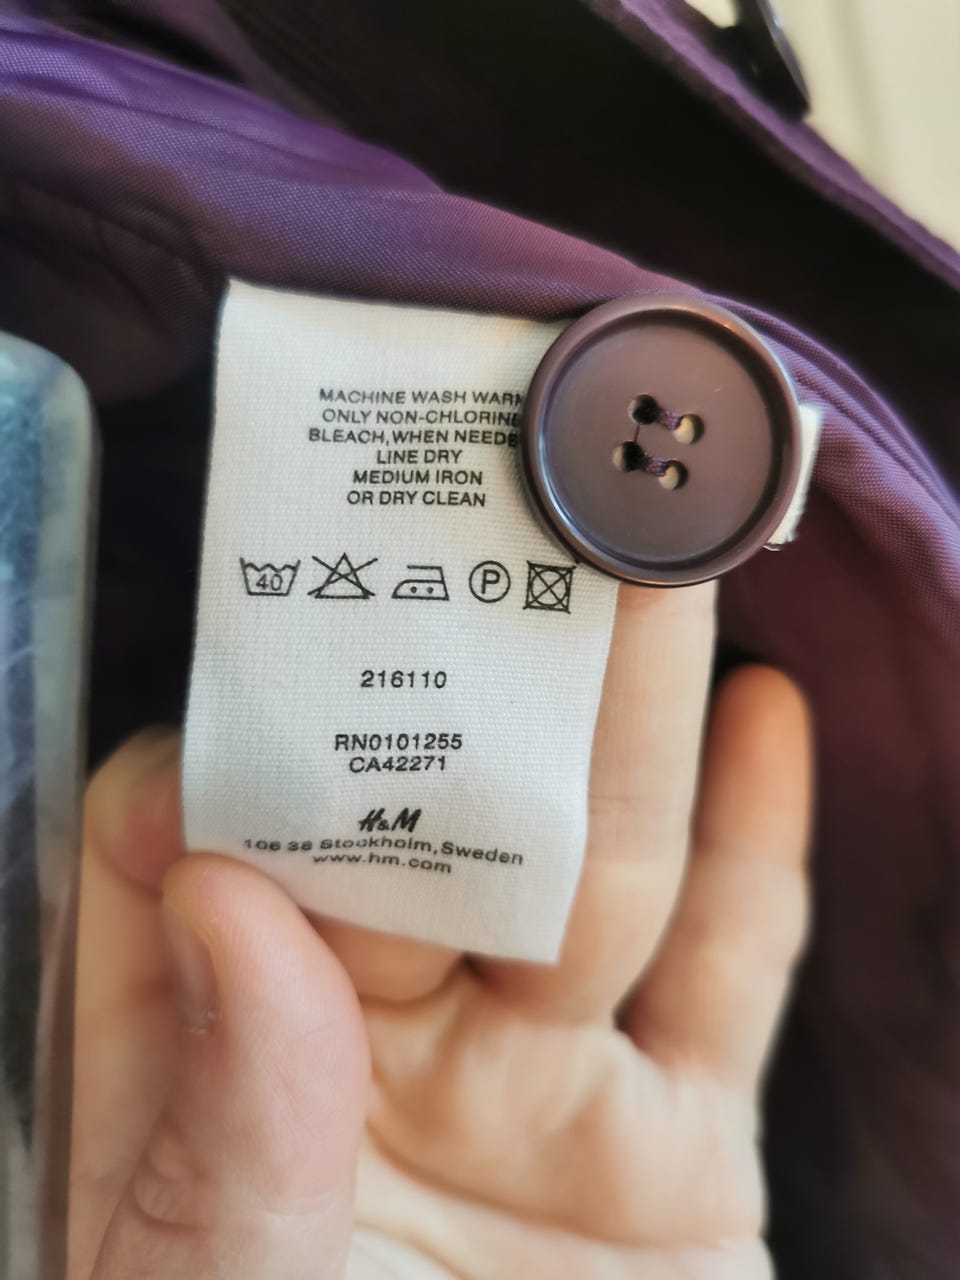 MACHINE WASH WARM
ONLY NON-CHLORINE
BLEACH, WHEN NEEDE
LINE DRY
MEDIUM IRON
OR DRY CLEAN
40 P
216110
RN0101255
CA42271
H&M
106 38 Stockholm, Sweden
www.hm.com